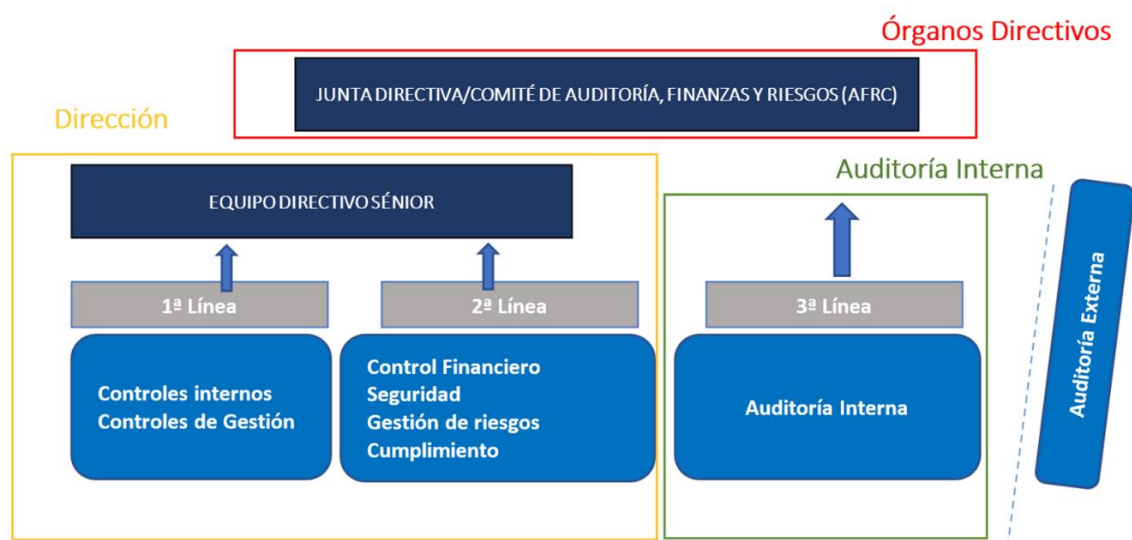 Órganos Directivos
JUNTA DIRECTIVA/COMITÉ DE AUDITORÍA, FINANZAS Y RIESGOS (AFRC)
Dirección
EQUIPO DIRECTIVO SÉNIOR
Auditoría Interna
1ª Línea
2ª Línea
3ª Línea
Controles internos
Controles de Gestión
Control Financiero
Seguridad
Gestión de riesgos
Cumplimiento
Auditoría Interna
Auditoría Externa